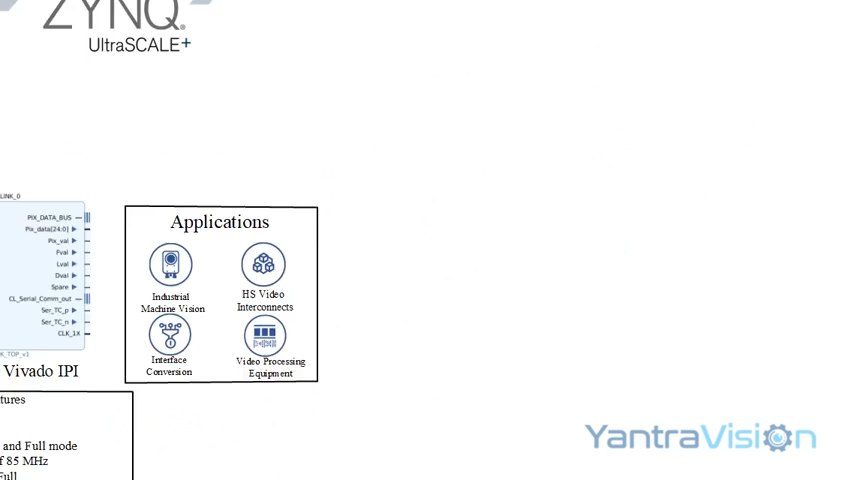 ZYNQ®
UltraSCALE+
LINK_0
PIX_DATA_BUS
Pix_data[24:0]
Pix_val
Fval
Lval
Dval
Spare
CL_Serial_Comm_out
Ser_TC_p
Ser_TC_n
CLK_1X
K_TOP_v1
Vivado IPI
Applications
Industrial
Machine Vision
HS Video
Interconnects
Interface
Conversion
Video Processing
Equipment
tures
and Full mode
f 85 MHz
Full
YantraVision